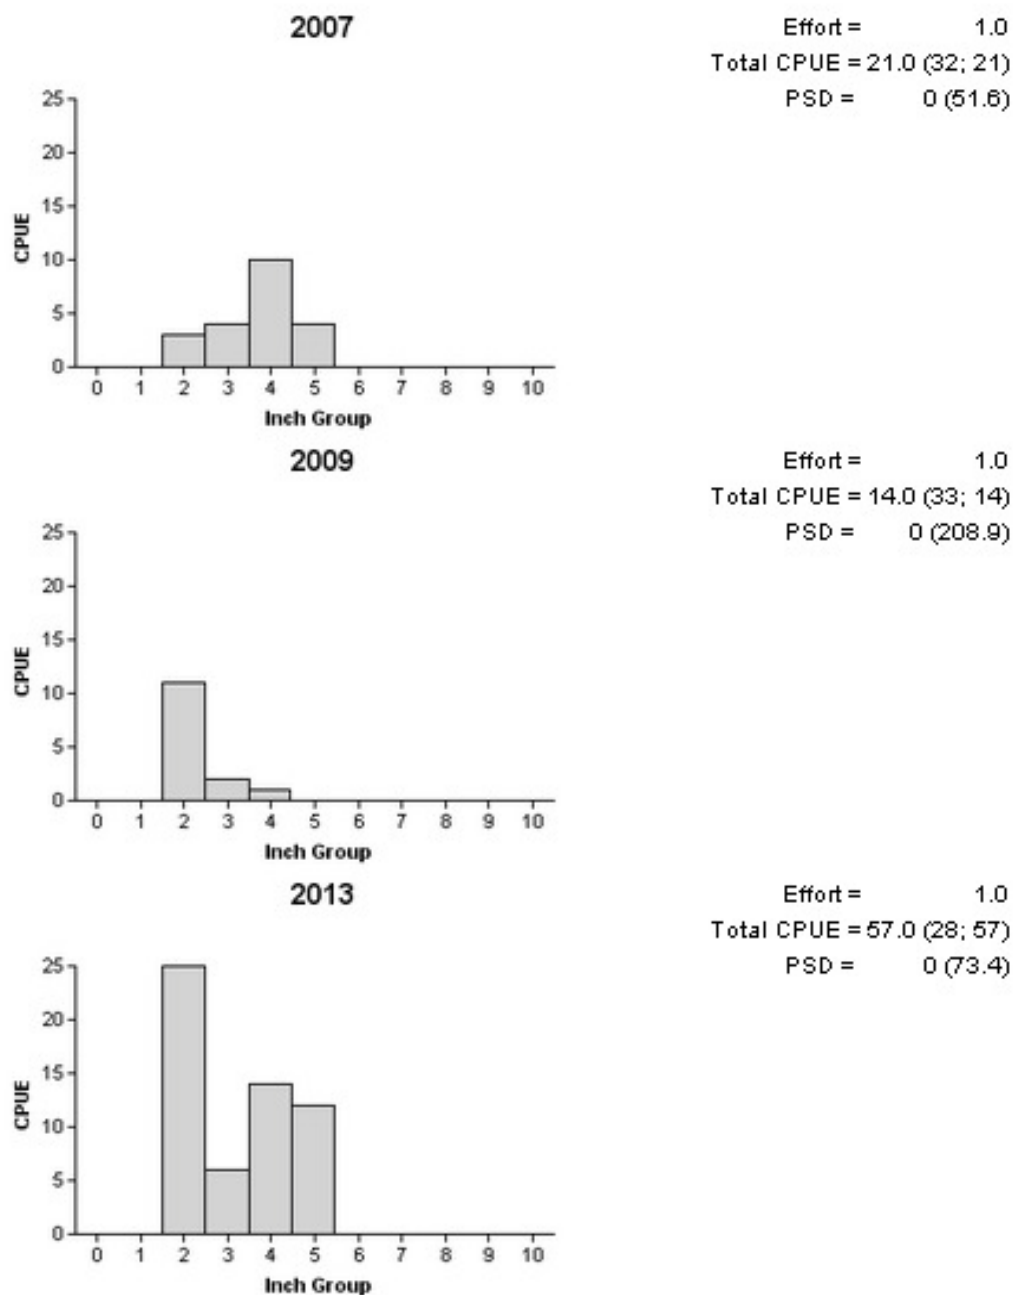 2007
Effort = 1.0
Total CPUE = 21.0 (32; 21)
PSD = 0 (51.6)
25
20
15
10
5
0
CPUE
0 1 2 3 4 5 6 7 8 9 10
Inch Group
2009
Effort = 1.0
Total CPUE = 14.0 (33; 14)
PSD = 0 (208.9)
25
20
15
10
5
0
CPUE
0 1 2 3 4 5 6 7 8 9 10
Inch Group
2013
Effort = 1.0
Total CPUE = 57.0 (28; 57)
PSD = 0 (73.4)
25
20
15
10
5
0
CPUE
0 1 2 3 4 5 6 7 8 9 10
Inch Group